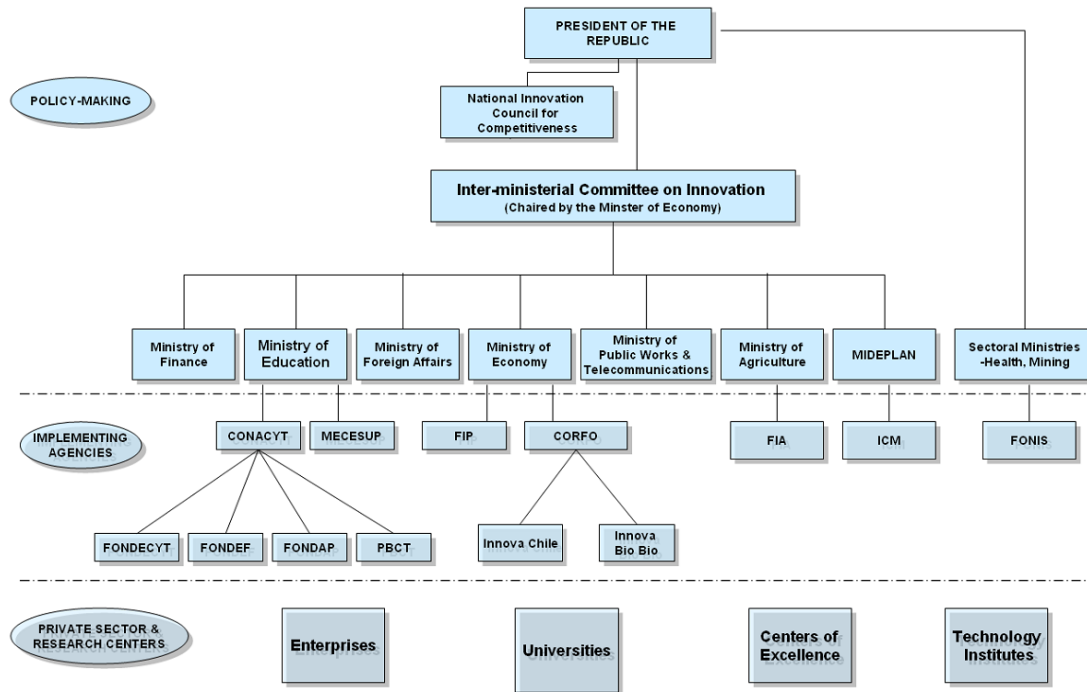 PRESIDENT OF THE
REPUBLIC
POLICY-MAKING
National Innovation
Council for
Competitiveness
Inter-ministerial Committee on Innovation
(Chaired by the Minster of Economy)
Ministry of
Finance
Ministry of
Education
Ministry of
Foreign Affairs
Ministry of
Economy
Ministry of
Public Works &
Telecommunications
Ministry of
Agriculture
MIDEPLAN
Sectoral Ministries
-Health, Mining
IMPLEMENTING
AGENCIES
CONACYT
MECESUP
FIP
CORFO
FIA
ICM
FONIS
FONDECYT
FONDEF
FONDAP
PBCT
Innova Chile
Innova
Bio Bio
PRIVATE SECTOR &
RESEARCH CENTERS
Enterprises
Universities
Centers of
Excellence
Technology
Institutes